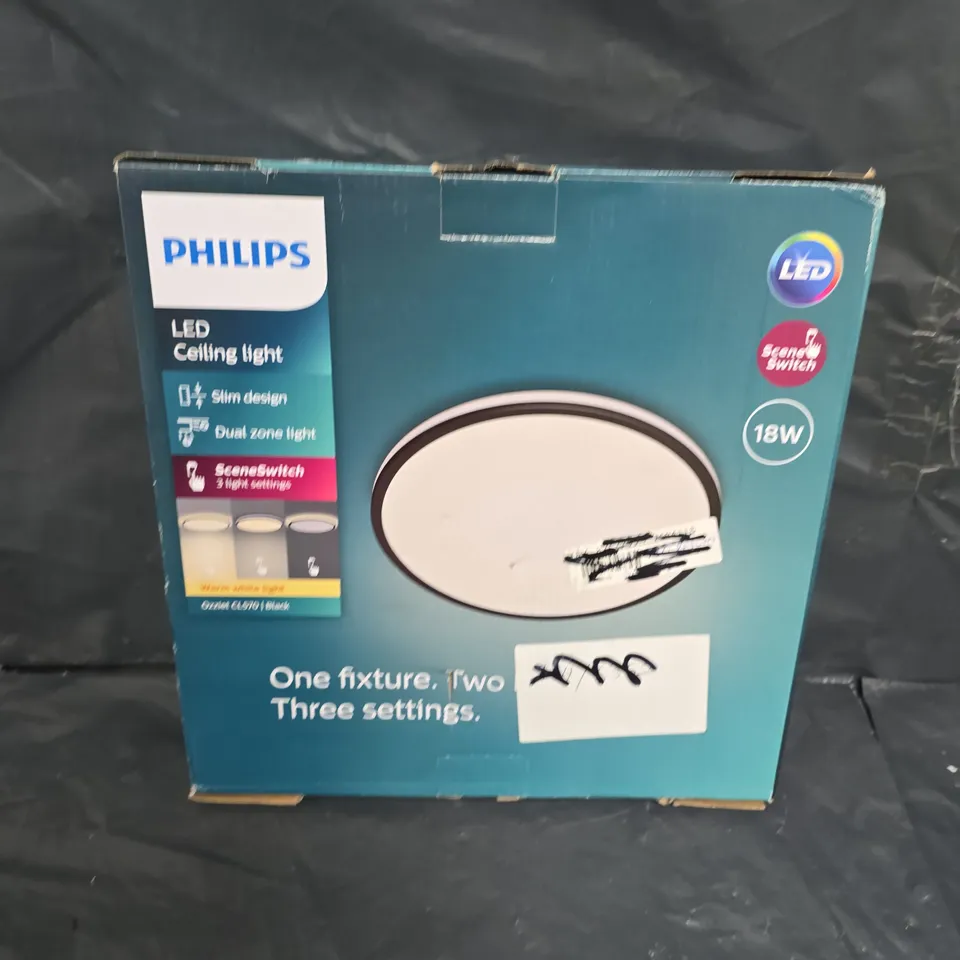 PHILIPS
LED
Ceiling light
Slim design
Dual zone light
SceneSwitch
3 light settings
Warm white light
Ozziet CL570 | Black
LED
Scene
Switch
18W
One fixture. Two
Three settings.